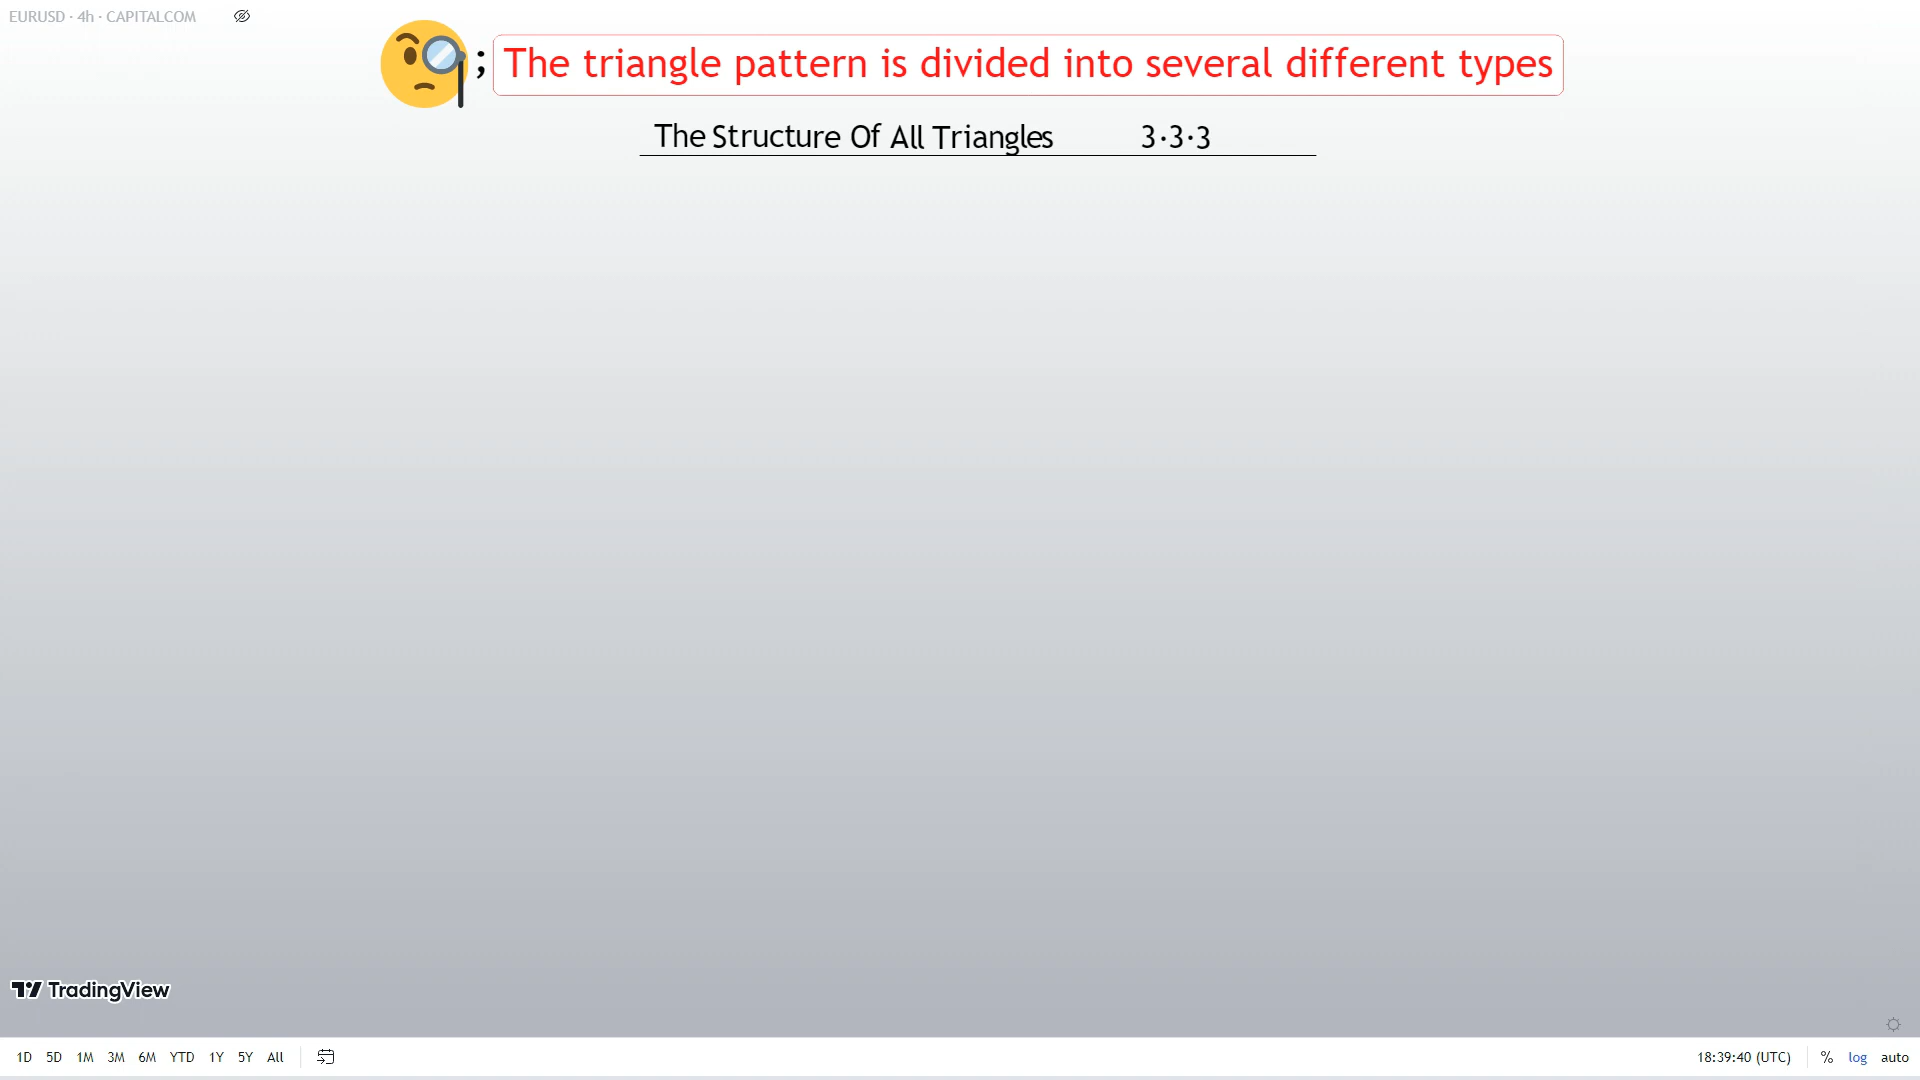 EURUSD · 4h · CAPITALCOM
; The triangle pattern is divided into several different types
The Structure Of All Triangles 3·3·3
TradingView
1D 5D 1M 3M 6M YTD 1Y 5Y All 18:39:40 (UTC) % log auto